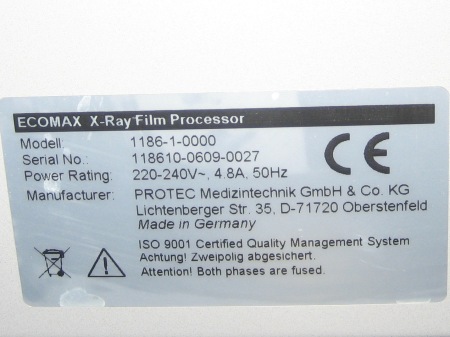 ECOMAX X-Ray Film Processor
Modell: 1186-1-0000
Serial No.: 118610-0609-0027
Power Rating: 220-240V~, 4.8A, 50Hz
Manufacturer: PROTEC Medizintechnik GmbH & Co. KG
Lichtenberger Str. 35, D-71720 Oberstenfeld
Made in Germany
CE
ISO 9001 Certified Quality Management System
Achtung! Zweipolig abgesichert.
Attention! Both phases are fused.